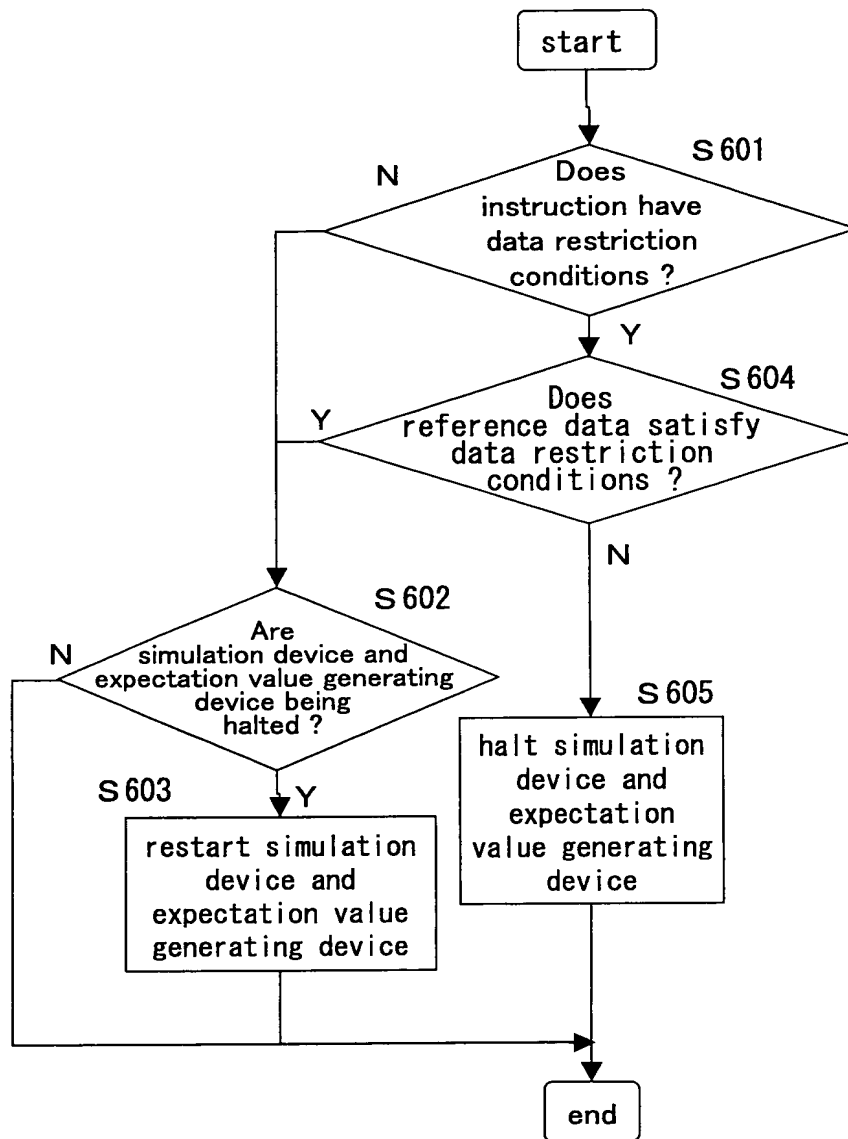 start
S601
N
Does
instruction have
data restriction
conditions ?
Y
S604
Y
Does
reference data satisfy
data restriction
conditions ?
N
S602
N
Are
simulation device and
expectation value generating
device being
halted ?
S605
halt simulation
device and
expectation
value generating
device
S603
Y
restart simulation
device and
expectation value
generating device
end